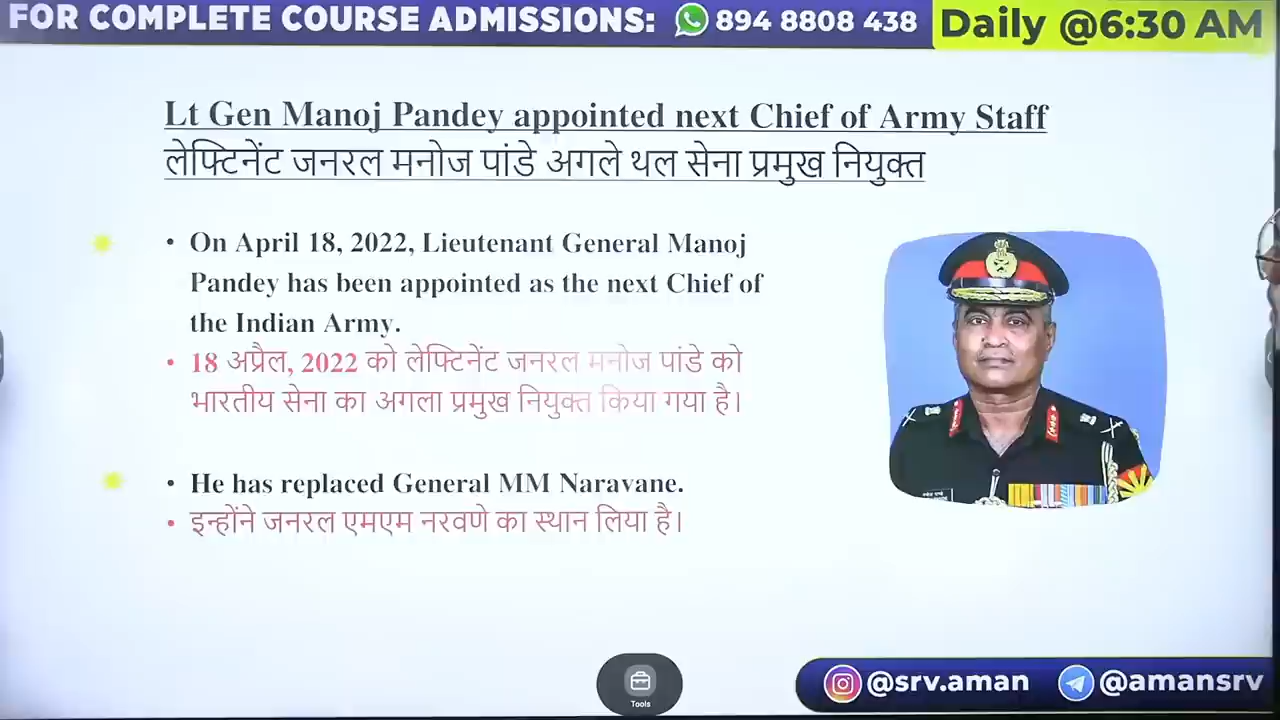 FOR COMPLETE COURSE ADMISSIONS: 894 8808 438 Daily @6:30 AM
Lt Gen Manoj Pandey appointed next Chief of Army Staff
लेफ्टिनेंट जनरल मनोज पांडे अगले थल सेना प्रमुख नियुक्त
• On April 18, 2022, Lieutenant General Manoj
Pandey has been appointed as the next Chief of
the Indian Army.
• 18 अप्रैल, 2022 को लेफ्टिनेंट जनरल मनोज पांडे को
भारतीय सेना का अगला प्रमुख नियुक्त किया गया है।
• He has replaced General MM Naravane.
• इन्होंने जनरल एमएम नरवणे का स्थान लिया है।
Tools
@srv.aman @amansrv